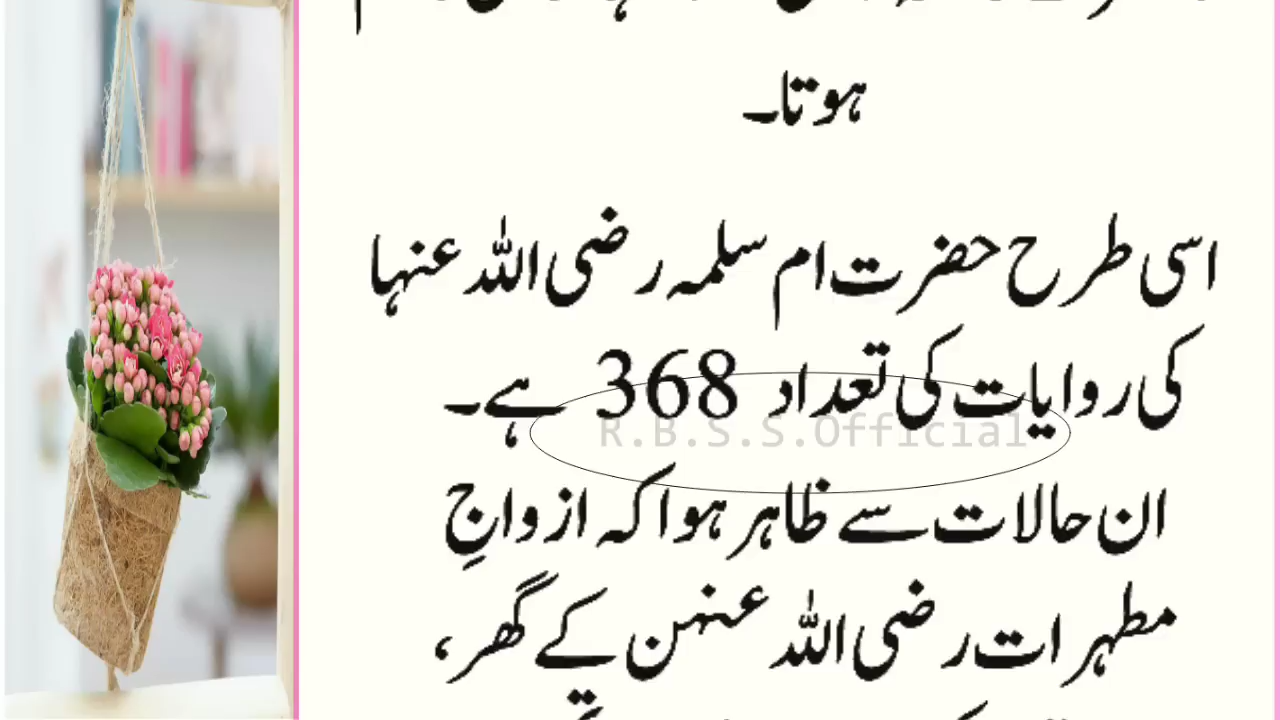 ہوتا۔
اسی طرح حضرت ام سلمہ رضی اللہ عنہا
کی روایات کی تعداد 368 ہے۔
R.B.S.S.Official
ان حالات سے ظاہر ہوا کہ ازواجِ
مطہرات رضی اللہ عنہن کے گھر،